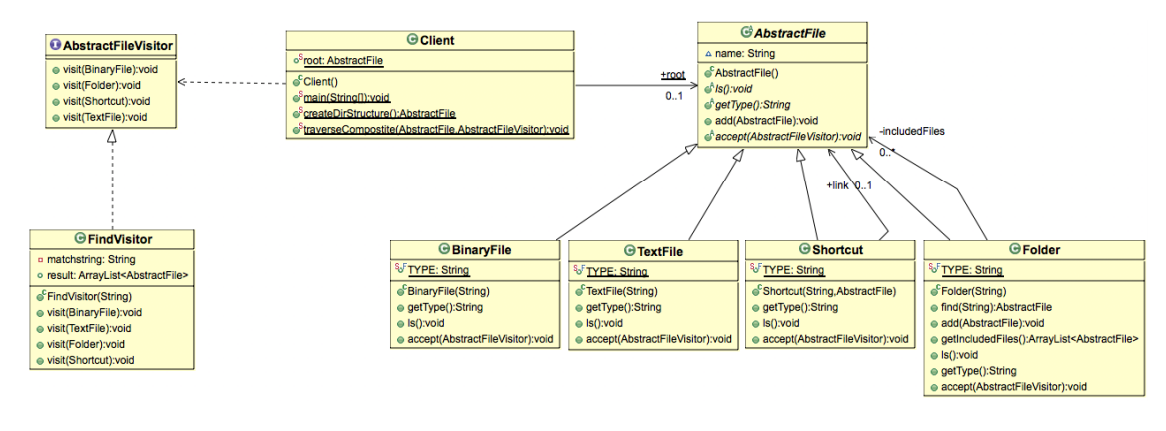 AbstractFileVisitor
visit(BinaryFile):void
visit(Folder):void
visit(Shortcut):void
visit(TextFile):void
Client
root: AbstractFile
Client()
main(String[]):void
createDirStructure():AbstractFile
traverseCompostite(AbstractFile,AbstractFileVisitor):void
+root
0..1
AbstractFile
name: String
AbstractFile()
ls():void
getType():String
add(AbstractFile):void
accept(AbstractFileVisitor):void
-includedFiles
0..*
+link 0..1
FindVisitor
matchstring: String
result: ArrayList<AbstractFile>
FindVisitor(String)
visit(BinaryFile):void
visit(TextFile):void
visit(Folder):void
visit(Shortcut):void
BinaryFile
TYPE: String
BinaryFile(String)
getType():String
ls():void
accept(AbstractFileVisitor):void
TextFile
TYPE: String
TextFile(String)
getType():String
ls():void
accept(AbstractFileVisitor):void
Shortcut
TYPE: String
Shortcut(String,AbstractFile)
getType():String
ls():void
accept(AbstractFileVisitor):void
Folder
TYPE: String
Folder(String)
find(String):AbstractFile
add(AbstractFile):void
getIncludedFiles():ArrayList<AbstractFile>
ls():void
getType():String
accept(AbstractFileVisitor):void